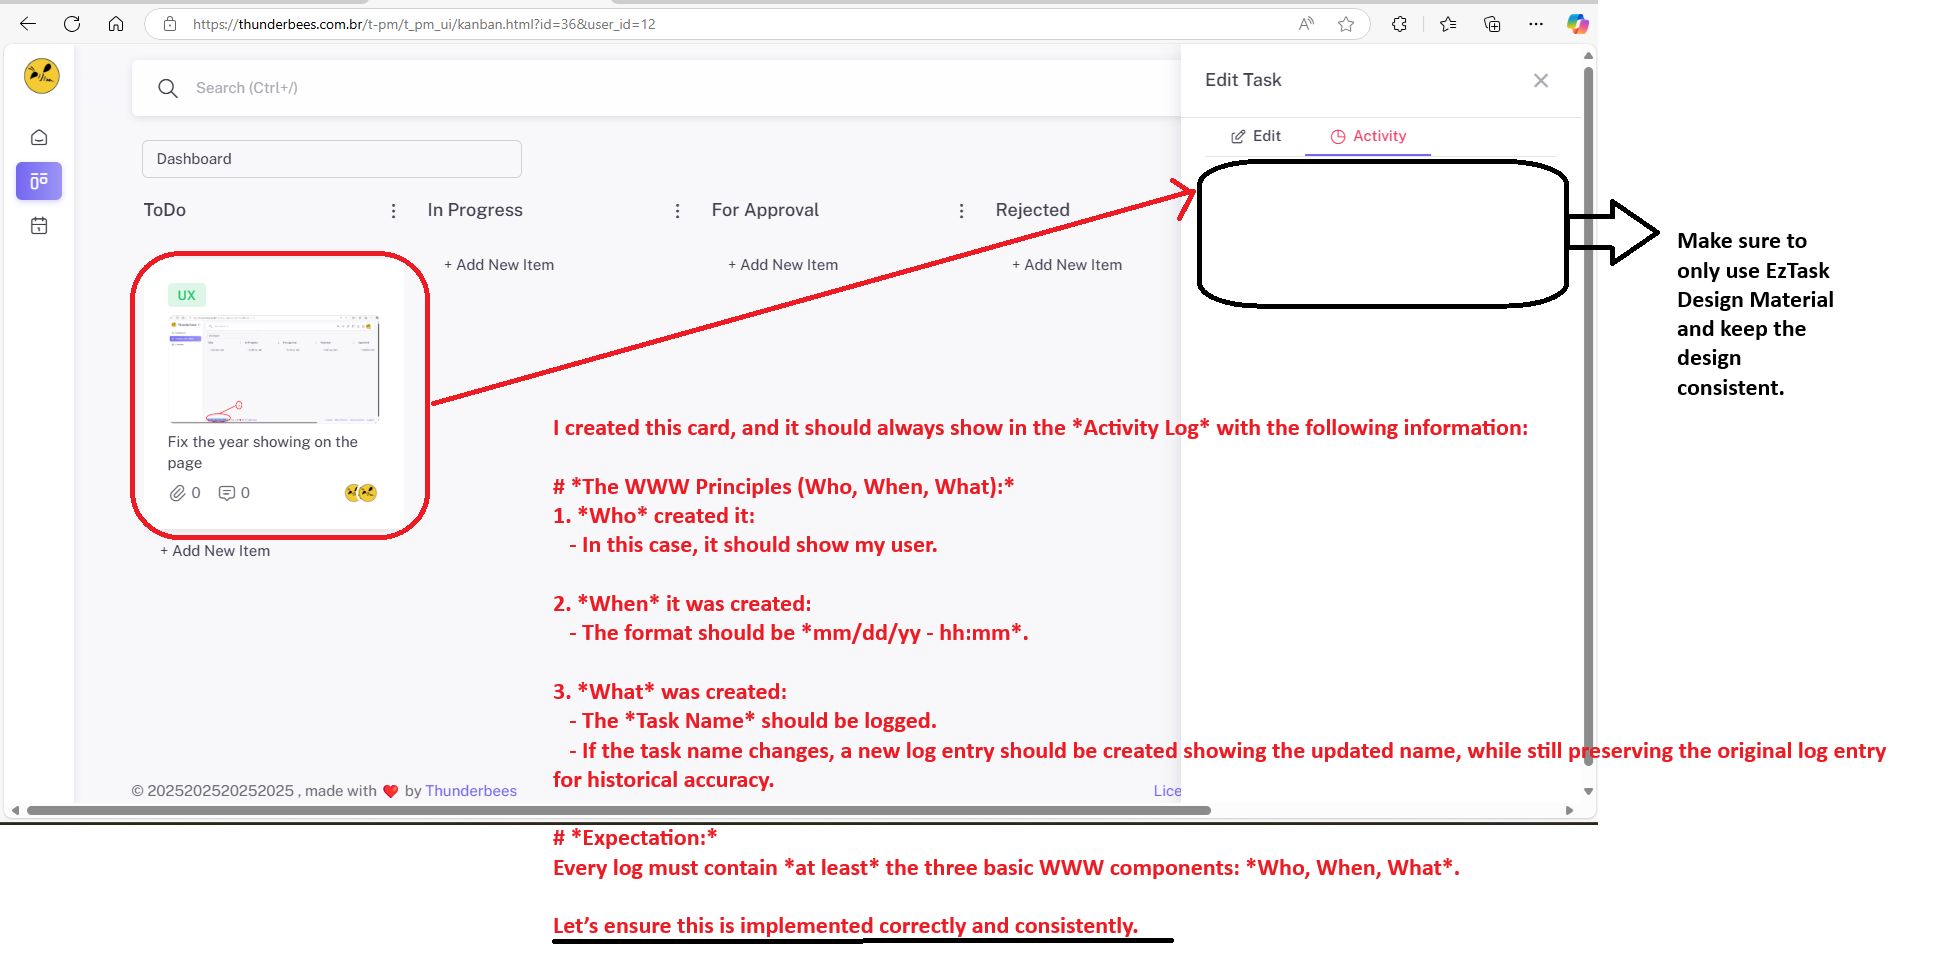 https://thunderbees.com.br/t-pm/t_pm_ui/kanban.html?id=36&user_id=12
Search (Ctrl+/)
Edit Task
Edit
Activity
Dashboard
ToDo
In Progress
For Approval
Rejected
+ Add New Item
+ Add New Item
+ Add New Item
UX
Fix the year showing on the
page
0
0
+ Add New Item
Make sure to
only use EzTask
Design Material
and keep the
design
consistent.
I created this card, and it should always show in the *Activity Log* with the following information:
# *The WWW Principles (Who, When, What):*
1. *Who* created it:
- In this case, it should show my user.
2. *When* it was created:
- The format should be *mm/dd/yy - hh:mm*.
3. *What* was created:
- The *Task Name* should be logged.
- If the task name changes, a new log entry should be created showing the updated name, while still preserving the original log entry
for historical accuracy.
© 2025202520252025 , made with ❤️ by Thunderbees
Lice
# *Expectation:*
Every log must contain *at least* the three basic WWW components: *Who, When, What*.
Let’s ensure this is implemented correctly and consistently.